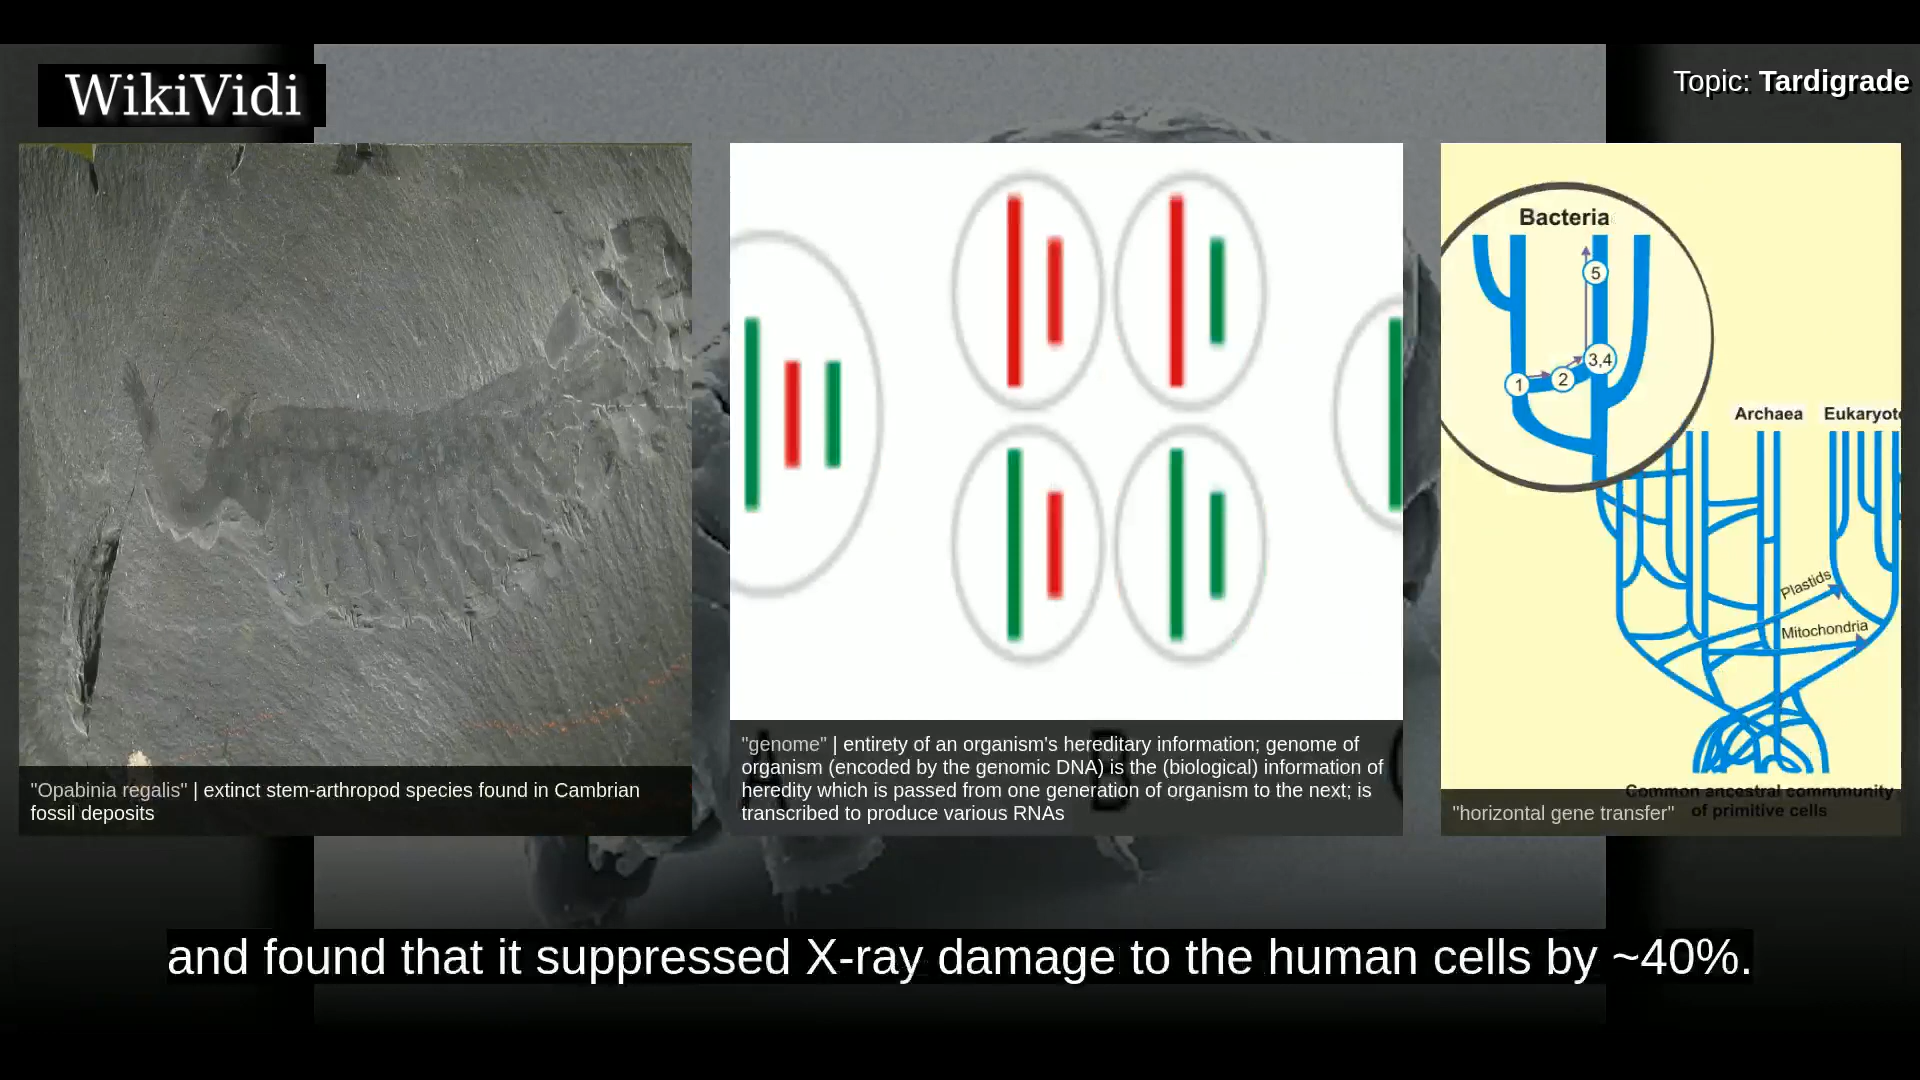 WikiVidi
Topic: Tardigrade
"Opabinia regalis" | extinct stem-arthropod species found in Cambrian
fossil deposits
"genome" | entirety of an organism's hereditary information; genome of
organism (encoded by the genomic DNA) is the (biological) information of
heredity which is passed from one generation of organism to the next; is
transcribed to produce various RNAs
B
Bacteria
5
3,4
2
1
Archaea
Eukaryot
Plastids
Mitochondria
Common ancestral commmunity
of primitive cells
"horizontal gene transfer"
and found that it suppressed X-ray damage to the human cells by ~40%.